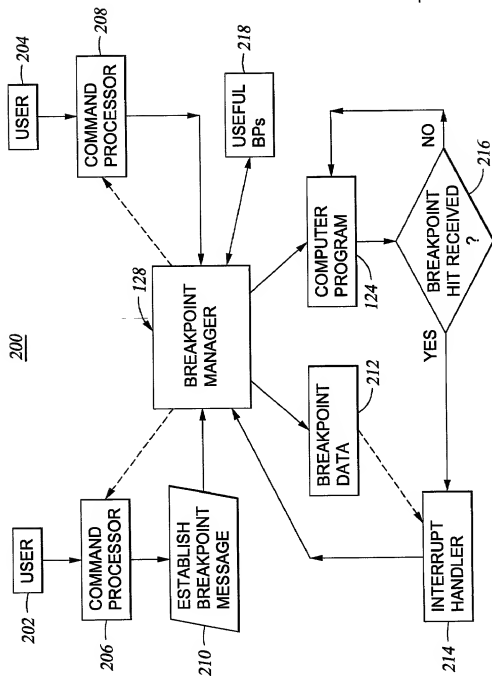 200
202
USER
206
COMMAND
PROCESSOR
210
ESTABLISH
BREAKPOINT
MESSAGE
128
BREAKPOINT
MANAGER
204
USER
208
COMMAND
PROCESSOR
218
USEFUL
BPs
212
BREAKPOINT
DATA
COMPUTER
PROGRAM
124
BREAKPOINT
HIT RECEIVED
?
216
NO
YES
INTERRUPT
HANDLER
214